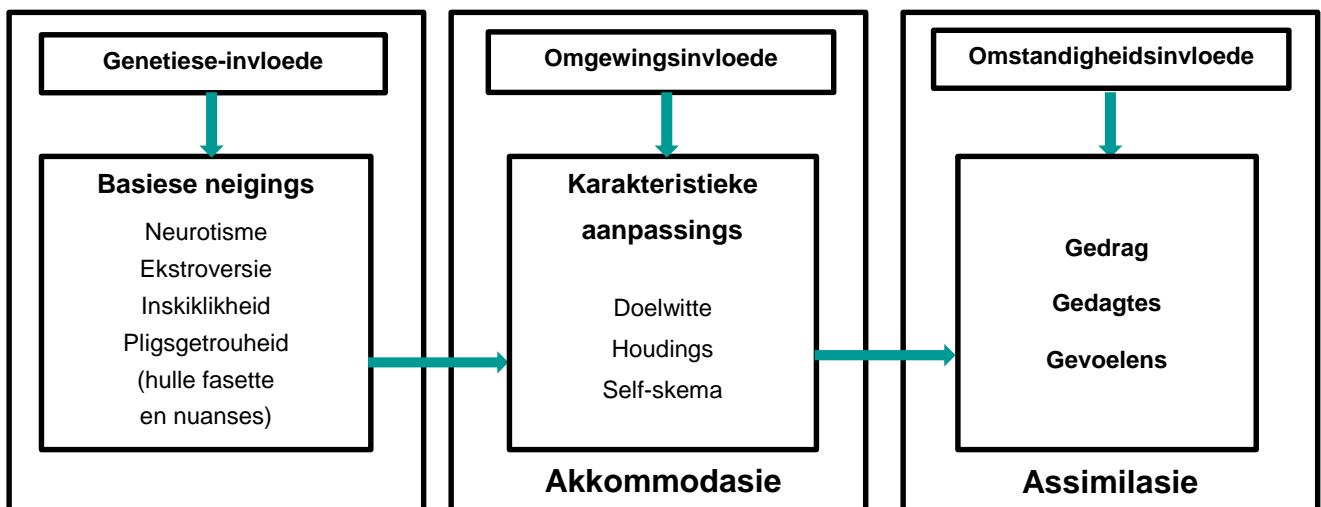 Genetiese-invloede
Basiese neigings
Neurotisme
Ekstroversie
Inskiklikheid
Pligsgetrouheid
(hulle fasette
en nuanses)
Omgewingsinvloede
Karakteristieke
aanpassings
Doelwitte
Houdings
Self-skema
Akkommodasie
Omstandigheidsinvloede
Gedrag
Gedagtes
Gevoelens
Assimilasie